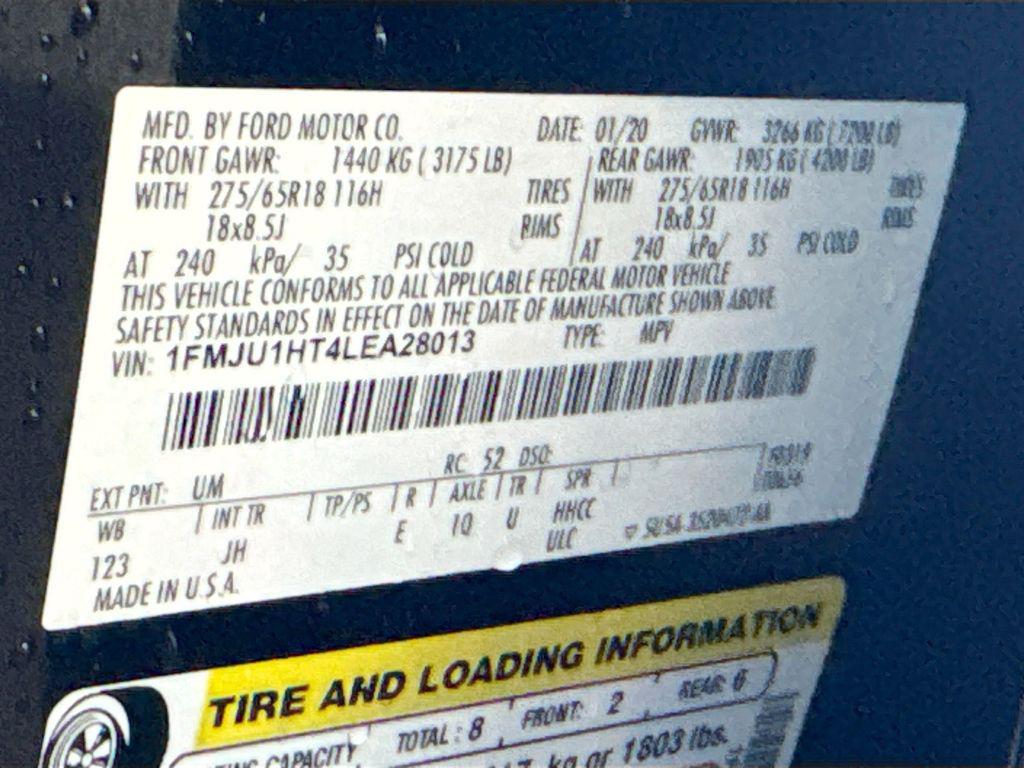 MFD. BY FORD MOTOR CO. DATE: 01/20 GVWR: 3266 KG (7200 LB)
FRONT GAWR: 1440 KG (3175 LB) REAR GAWR: 1905 KG (4200 LB)
WITH 275/65R18 116H TIRES WITH 275/65R18 116H TIRES
18x8.5J RIMS 18x8.5J RIMS
AT 240 kPa/ 35 PSI COLD AT 240 kPa/ 35 PSI COLD
THIS VEHICLE CONFORMS TO ALL APPLICABLE FEDERAL MOTOR VEHICLE
SAFETY STANDARDS IN EFFECT ON THE DATE OF MANUFACTURE SHOWN ABOVE
VIN: 1FMJU1HT4LEA28013 TYPE: MPV
EXT PNT: UM RC: 52 DSO:
WB INT TR TP/PS R AXLE TR SPR
123 JH E IQ U HHCC
ULC
MADE IN U.S.A.
TIRE AND LOADING INFORMATION
CAPACITY TOTAL: 8 FRONT: 2 REAR: 6
kg or 1803 lbs.